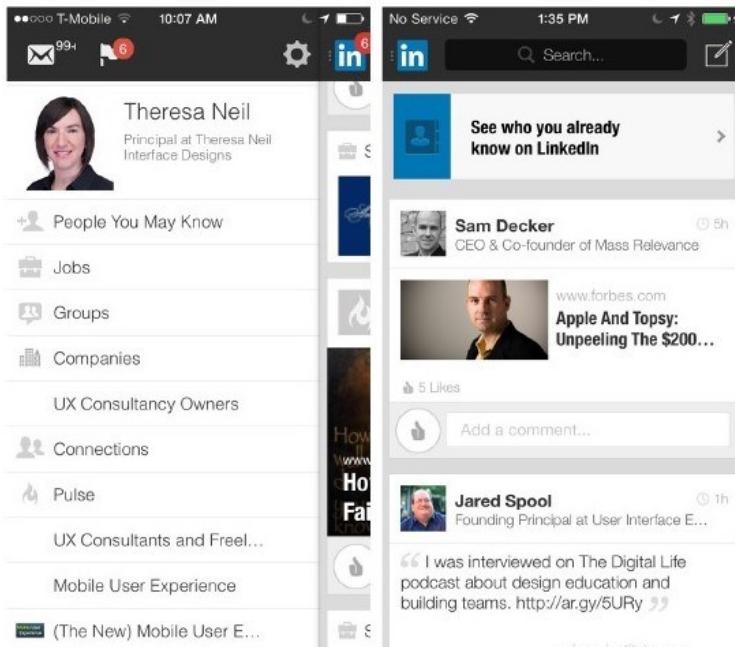 T-Mobile 10:07 AM
99+ 6
in 6
Theresa Neil
Principal at Theresa Neil
Interface Designs
People You May Know
Jobs
Groups
Companies
UX Consultancy Owners
Connections
Pulse
UX Consultants and Freel...
Mobile User Experience
(The New) Mobile User E...
S
How
www
Ho
Fai
S
No Service 1:35 PM
in Search...
See who you already
know on LinkedIn
Sam Decker 5h
CEO & Co-founder of Mass Relevance
www.forbes.com
Apple And Topsy:
Unpeeling The $200...
5 Likes
Add a comment...
Jared Spool 1h
Founding Principal at User Interface E...
“ I was interviewed on The Digital Life
podcast about design education and
building teams. http://ar.gy/5URy ”